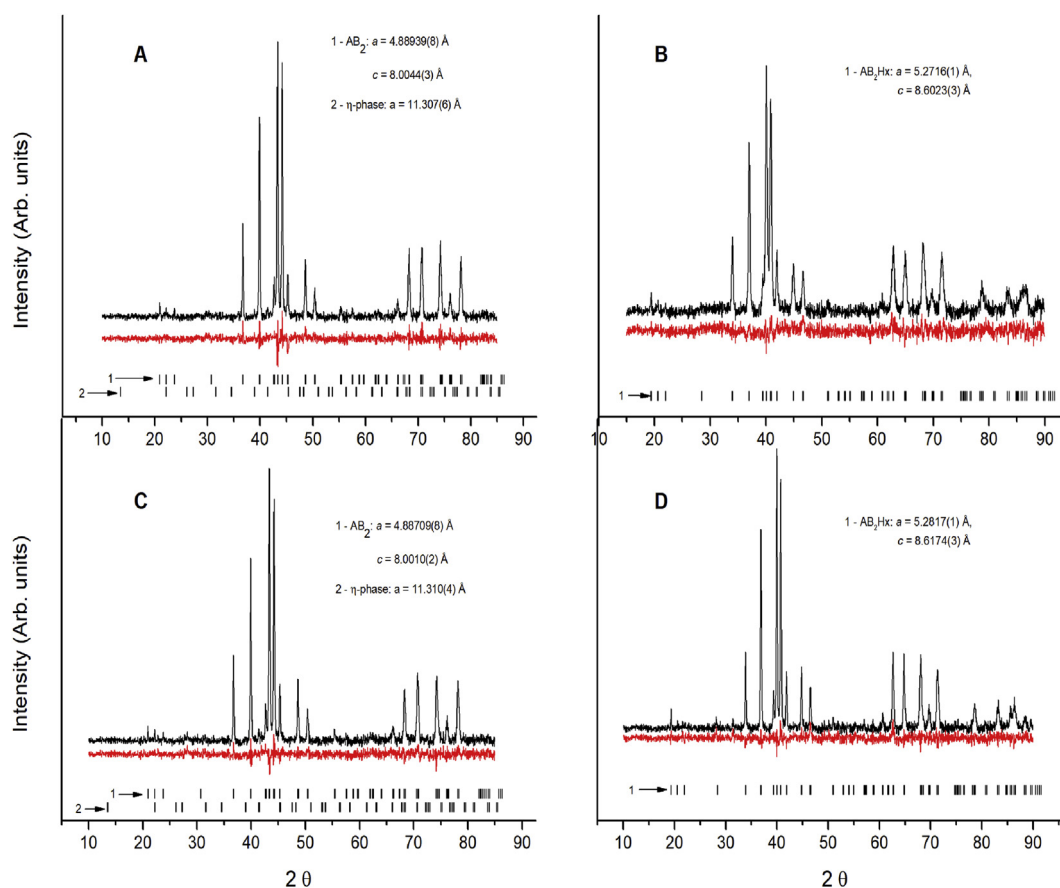 A
1 - AB2: a = 4.88939(8) Å
c = 8.0044(3) Å
2 - η-phase: a = 11.307(6) Å
Intensity (Arb. units)
1
2
10 20 30 40 50 60 70 80 90
B
1 - AB2Hx: a = 5.2716(1) Å,
c = 8.6023(3) Å
1
10 20 30 40 50 60 70 80 90
C
1 - AB2: a = 4.88709(8) Å
c = 8.0010(2) Å
2 - η-phase: a = 11.310(4) Å
Intensity (Arb. units)
1
2
10 20 30 40 50 60 70 80 90
2 θ
D
1 - AB2Hx: a = 5.2817(1) Å,
c = 8.6174(3) Å
1
10 20 30 40 50 60 70 80 90
2 θ